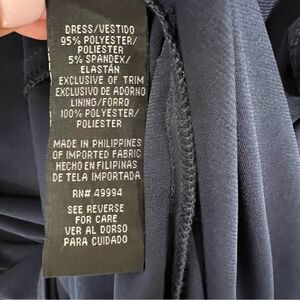 DRESS/VESTIDO
95% POLYESTER/
POLIESTER
5% SPANDEX/
ELASTÁN
EXCLUSIVE OF TRIM
EXCLUSIVO DE ADORNO
LINING/FORRO
100% POLYESTER/
POLIESTER
MADE IN PHILIPPINES
OF IMPORTED FABRIC
HECHO EN FILIPINAS
DE TELA IMPORTADA
RN# 49994
SEE REVERSE
FOR CARE
VER AL DORSO
PARA CUIDADO